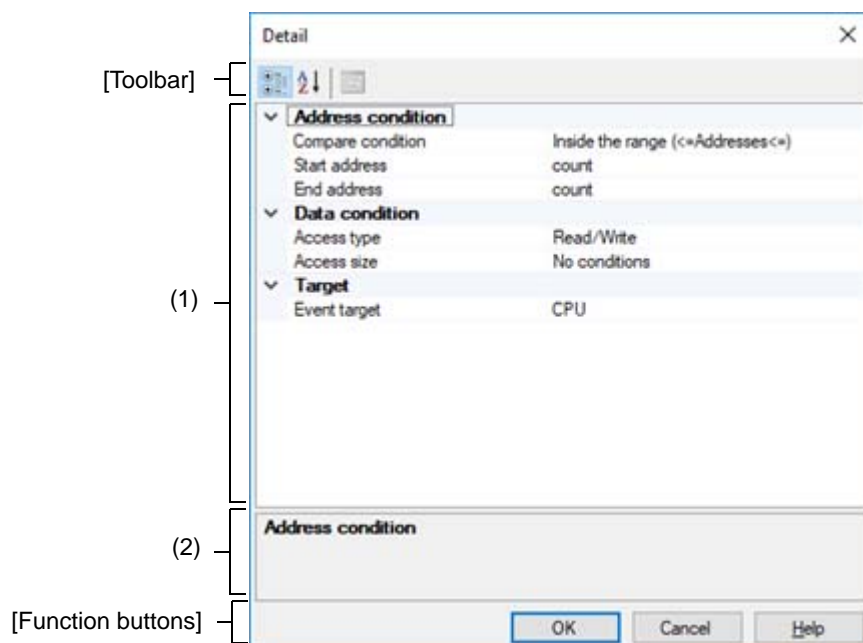 Detail
[Toolbar]
Address condition
Compare condition Inside the range (<=Addresses<=)
Start address count
End address count
Data condition
Access type Read/Write
Access size No conditions
Target
Event target CPU
(1)
Address condition
(2)
[Function buttons]
OK Cancel Help